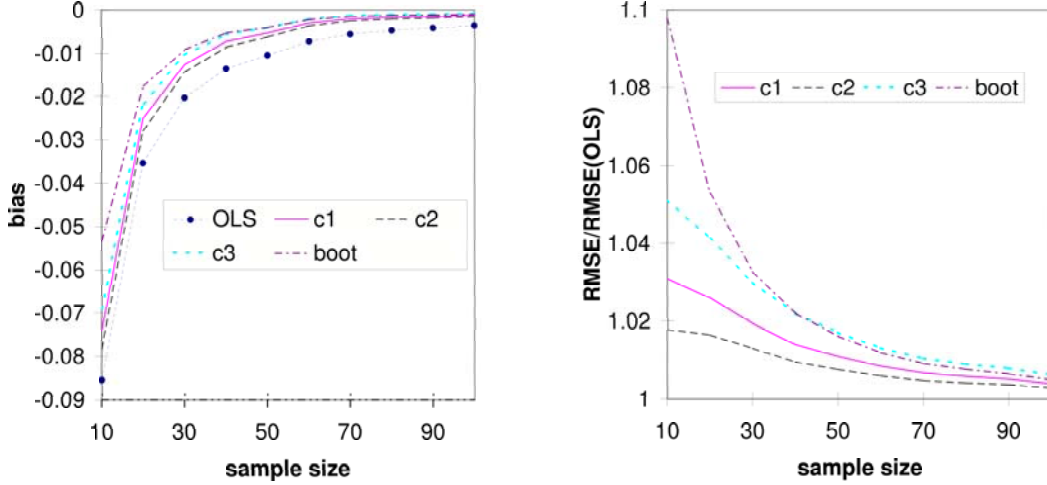 0
-0.01
-0.02
-0.03
-0.04
-0.05
-0.06
-0.07
-0.08
-0.09
bias
OLS c1 c2
c3 boot
10 30 50 70 90
sample size
1.1
1.08
1.06
1.04
1.02
1
RMSE/RMSE(OLS)
c1 c2 c3 boot
10 30 50 70 90
sample size